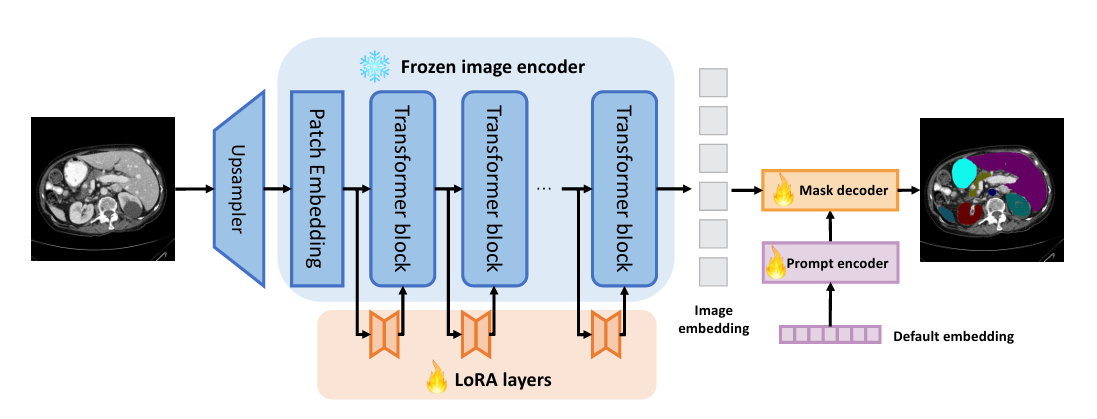 Frozen image encoder
Upsampler
Patch Embedding
Transformer block
Transformer block
...
Transformer block
Mask decoder
Prompt encoder
Image
embedding
Default embedding
LoRA layers